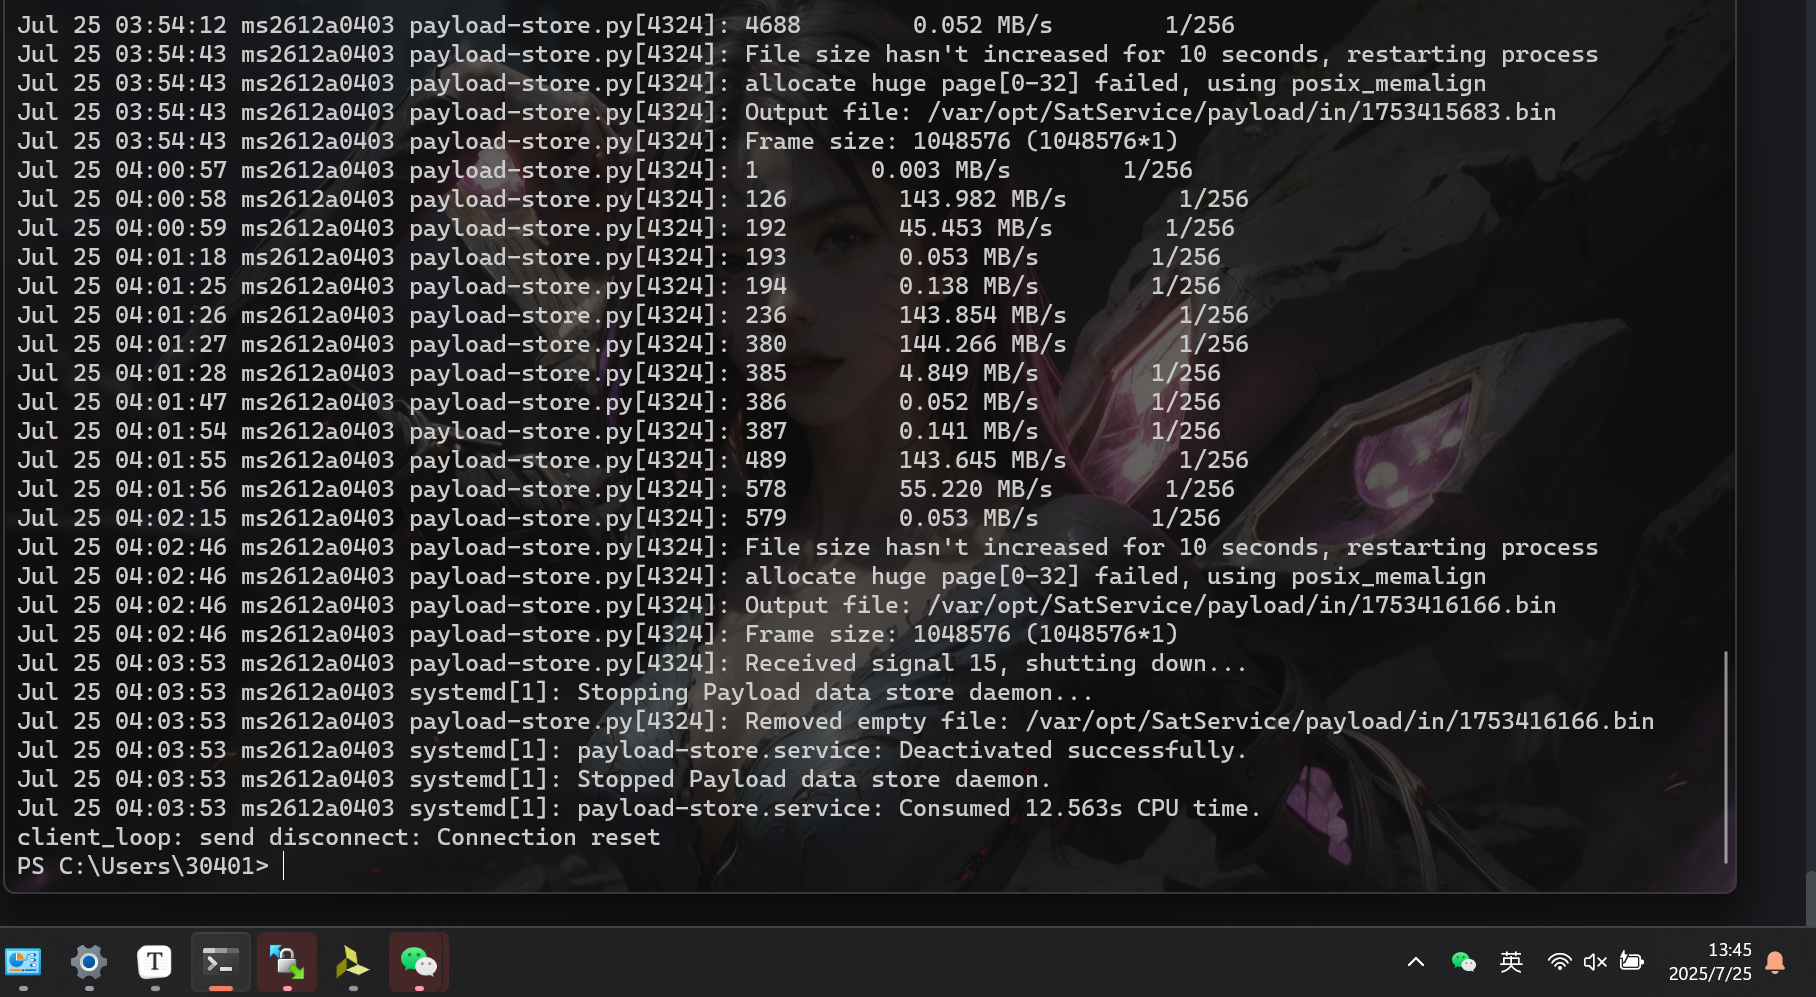 Jul 25 03:54:12 ms2612a0403 payload-store.py[4324]: 4688        0.052 MB/s        1/256
Jul 25 03:54:43 ms2612a0403 payload-store.py[4324]: File size hasn't increased for 10 seconds, restarting process
Jul 25 03:54:43 ms2612a0403 payload-store.py[4324]: allocate huge page[0-32] failed, using posix_memalign
Jul 25 03:54:43 ms2612a0403 payload-store.py[4324]: Output file: /var/opt/SatService/payload/in/1753415683.bin
Jul 25 03:54:43 ms2612a0403 payload-store.py[4324]: Frame size: 1048576 (1048576*1)
Jul 25 04:00:57 ms2612a0403 payload-store.py[4324]: 1        0.003 MB/s        1/256
Jul 25 04:00:58 ms2612a0403 payload-store.py[4324]: 126        143.982 MB/s        1/256
Jul 25 04:00:59 ms2612a0403 payload-store.py[4324]: 192        45.453 MB/s        1/256
Jul 25 04:01:18 ms2612a0403 payload-store.py[4324]: 193        0.053 MB/s        1/256
Jul 25 04:01:25 ms2612a0403 payload-store.py[4324]: 194        0.138 MB/s        1/256
Jul 25 04:01:26 ms2612a0403 payload-store.py[4324]: 236        143.854 MB/s        1/256
Jul 25 04:01:27 ms2612a0403 payload-store.py[4324]: 380        144.266 MB/s        1/256
Jul 25 04:01:28 ms2612a0403 payload-store.py[4324]: 385        4.849 MB/s        1/256
Jul 25 04:01:47 ms2612a0403 payload-store.py[4324]: 386        0.052 MB/s        1/256
Jul 25 04:01:54 ms2612a0403 payload-store.py[4324]: 387        0.141 MB/s        1/256
Jul 25 04:01:55 ms2612a0403 payload-store.py[4324]: 489        143.645 MB/s        1/256
Jul 25 04:01:56 ms2612a0403 payload-store.py[4324]: 578        55.220 MB/s        1/256
Jul 25 04:02:15 ms2612a0403 payload-store.py[4324]: 579        0.053 MB/s        1/256
Jul 25 04:02:46 ms2612a0403 payload-store.py[4324]: File size hasn't increased for 10 seconds, restarting process
Jul 25 04:02:46 ms2612a0403 payload-store.py[4324]: allocate huge page[0-32] failed, using posix_memalign
Jul 25 04:02:46 ms2612a0403 payload-store.py[4324]: Output file: /var/opt/SatService/payload/in/1753416166.bin
Jul 25 04:02:46 ms2612a0403 payload-store.py[4324]: Frame size: 1048576 (1048576*1)
Jul 25 04:03:53 ms2612a0403 payload-store.py[4324]: Received signal 15, shutting down...
Jul 25 04:03:53 ms2612a0403 systemd[1]: Stopping Payload data store daemon...
Jul 25 04:03:53 ms2612a0403 payload-store.py[4324]: Removed empty file: /var/opt/SatService/payload/in/1753416166.bin
Jul 25 04:03:53 ms2612a0403 systemd[1]: payload-store.service: Deactivated successfully.
Jul 25 04:03:53 ms2612a0403 systemd[1]: Stopped Payload data store daemon.
Jul 25 04:03:53 ms2612a0403 systemd[1]: payload-store.service: Consumed 12.563s CPU time.
client_loop: send disconnect: Connection reset
PS C:\Users\30401>
T
英
13:45
2025/7/25